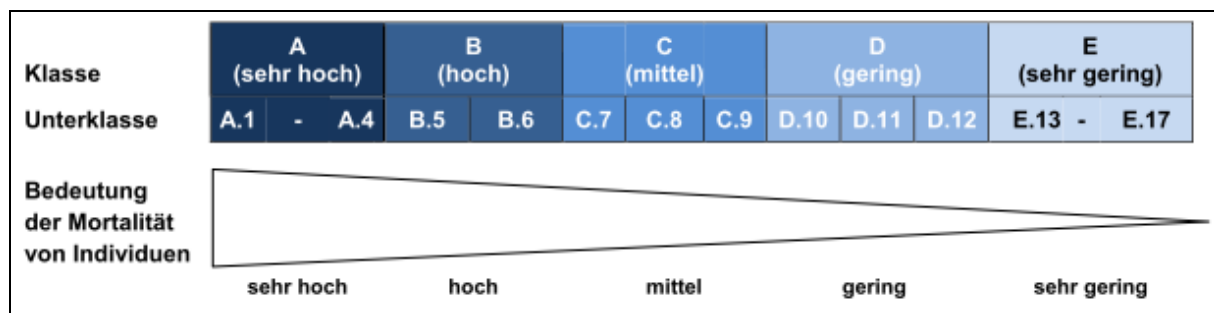 A B C D E
Klasse (sehr hoch) (hoch) (mittel) (gering) (sehr gering)
Unterklasse A.1 - A.4 B.5 B.6 C.7 C.8 C.9 D.10 D.11 D.12 E.13 - E.17
Bedeutung
der Mortalität
von Individuen
sehr hoch hoch mittel gering sehr gering